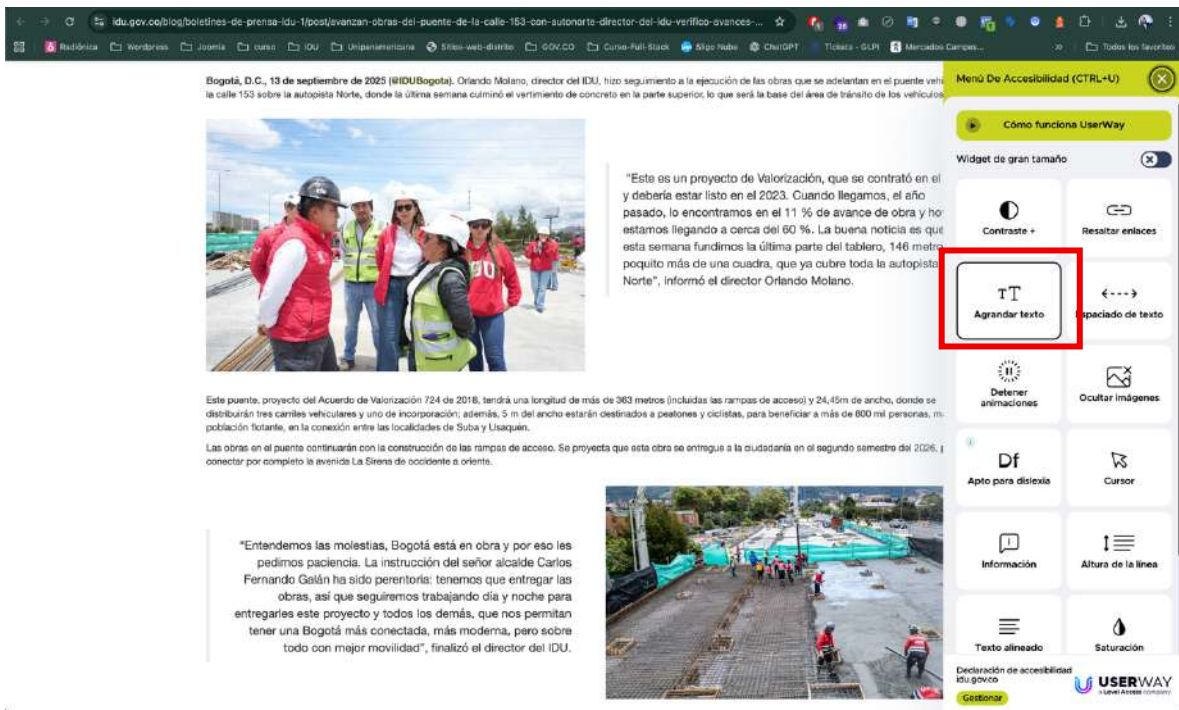 idu.gov.co/blog/boletines-de-prensa-idu-1/post/avanzan-obras-del-puente-de-la-calle-153-con-autonorte-director-del-idu-verifico-avances-...
Radiónica Wordpress Joomla curso IDU Unipanamericana Sitios-web-distrito GOV.CO Curso-Full-Stack Siigo Nube ChatGPT Tickets - GLPI Mercados Campes... » Todos los favoritos
Bogotá, D.C., 13 de septiembre de 2025 (@IDUBogota). Orlando Molano, director del IDU, hizo seguimiento a la ejecución de las obras que se adelantan en el puente vehi
la calle 153 sobre la autopista Norte, donde la última semana culminó el vertimiento de concreto en la parte superior, lo que será la base del área de tránsito de los vehículos
"Este es un proyecto de Valorización, que se contrató en el
y debería estar listo en el 2023. Cuando llegamos, el año
pasado, lo encontramos en el 11 % de avance de obra y ho
estamos llegando a cerca del 60 %. La buena noticia es que
esta semana fundimos la última parte del tablero, 146 metro
poquito más de una cuadra, que ya cubre toda la autopista
Norte", informó el director Orlando Molano.
Este puente, proyecto del Acuerdo de Valorización 724 de 2018, tendrá una longitud de más de 363 metros (incluidas las rampas de acceso) y 24,45m de ancho, donde se
distribuirán tres carriles vehiculares y uno de incorporación; además, 5 m del ancho estarán destinados a peatones y ciclistas, para beneficiar a más de 800 mil personas, m
población flotante, en la conexión entre las localidades de Suba y Usaquén.
Las obras en el puente continuarán con la construcción de las rampas de acceso. Se proyecta que esta obra se entregue a la ciudadanía en el segundo semestre del 2026, p
conectar por completo la avenida La Sirena de occidente a oriente.
"Entendemos las molestias, Bogotá está en obra y por eso les
pedimos paciencia. La instrucción del señor alcalde Carlos
Fernando Galán ha sido perentoria: tenemos que entregar las
obras, así que seguiremos trabajando día y noche para
entregarles este proyecto y todos los demás, que nos permitan
tener una Bogotá más conectada, más moderna, pero sobre
todo con mejor movilidad", finalizó el director del IDU.
Menú De Accesibilidad (CTRL+U)
Cómo funciona UserWay
Widget de gran tamaño
Contraste +
Resaltar enlaces
TT
Agrandar texto
Espaciado de texto
Detener
animaciones
Ocultar imágenes
Df
Apto para dislexia
Cursor
Información
Altura de la línea
Texto alineado
Saturación
Declaración de accesibilidad
idu.gov.co
Gestionar
USERWAY
a Level Access company